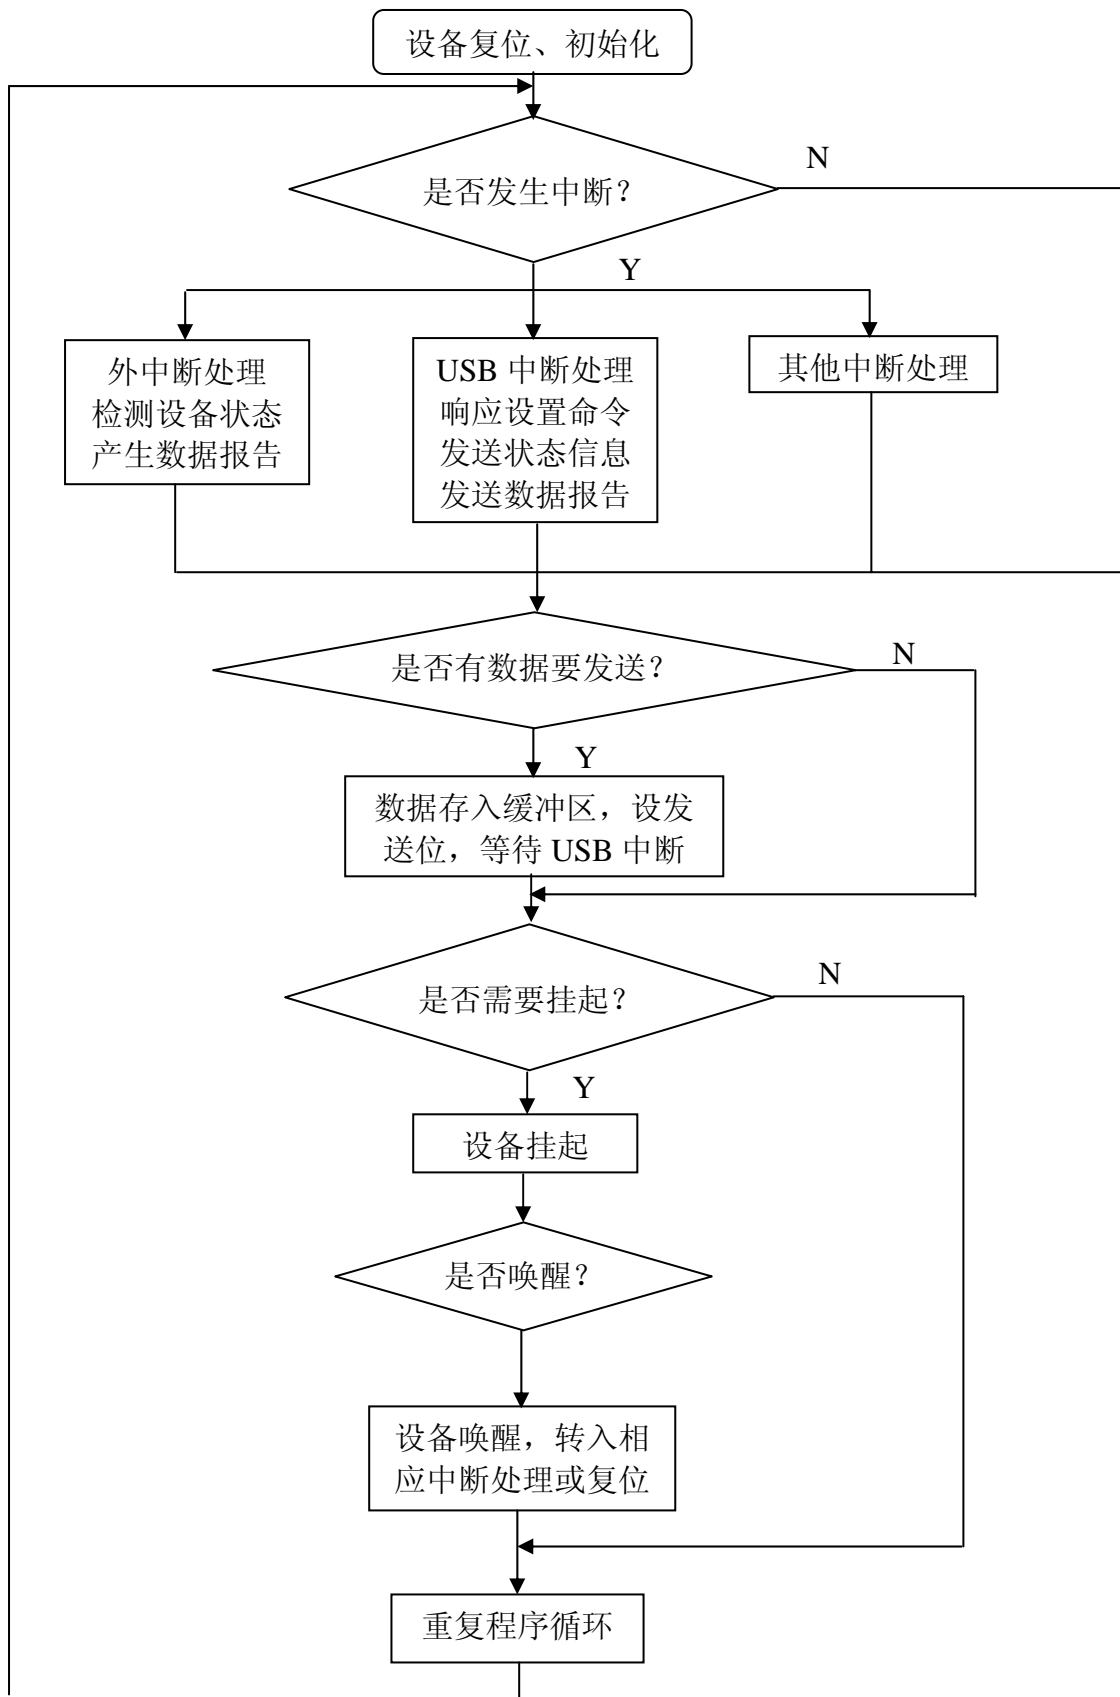 设备复位、初始化
N
是否发生中断？
Y
外中断处理
检测设备状态
产生数据报告
USB 中断处理
响应设置命令
发送状态信息
发送数据报告
其他中断处理
是否有数据要发送？
N
Y
数据存入缓冲区，设发
送位，等待 USB 中断
N
是否需要挂起？
Y
设备挂起
是否唤醒？
设备唤醒，转入相
应中断处理或复位
重复程序循环